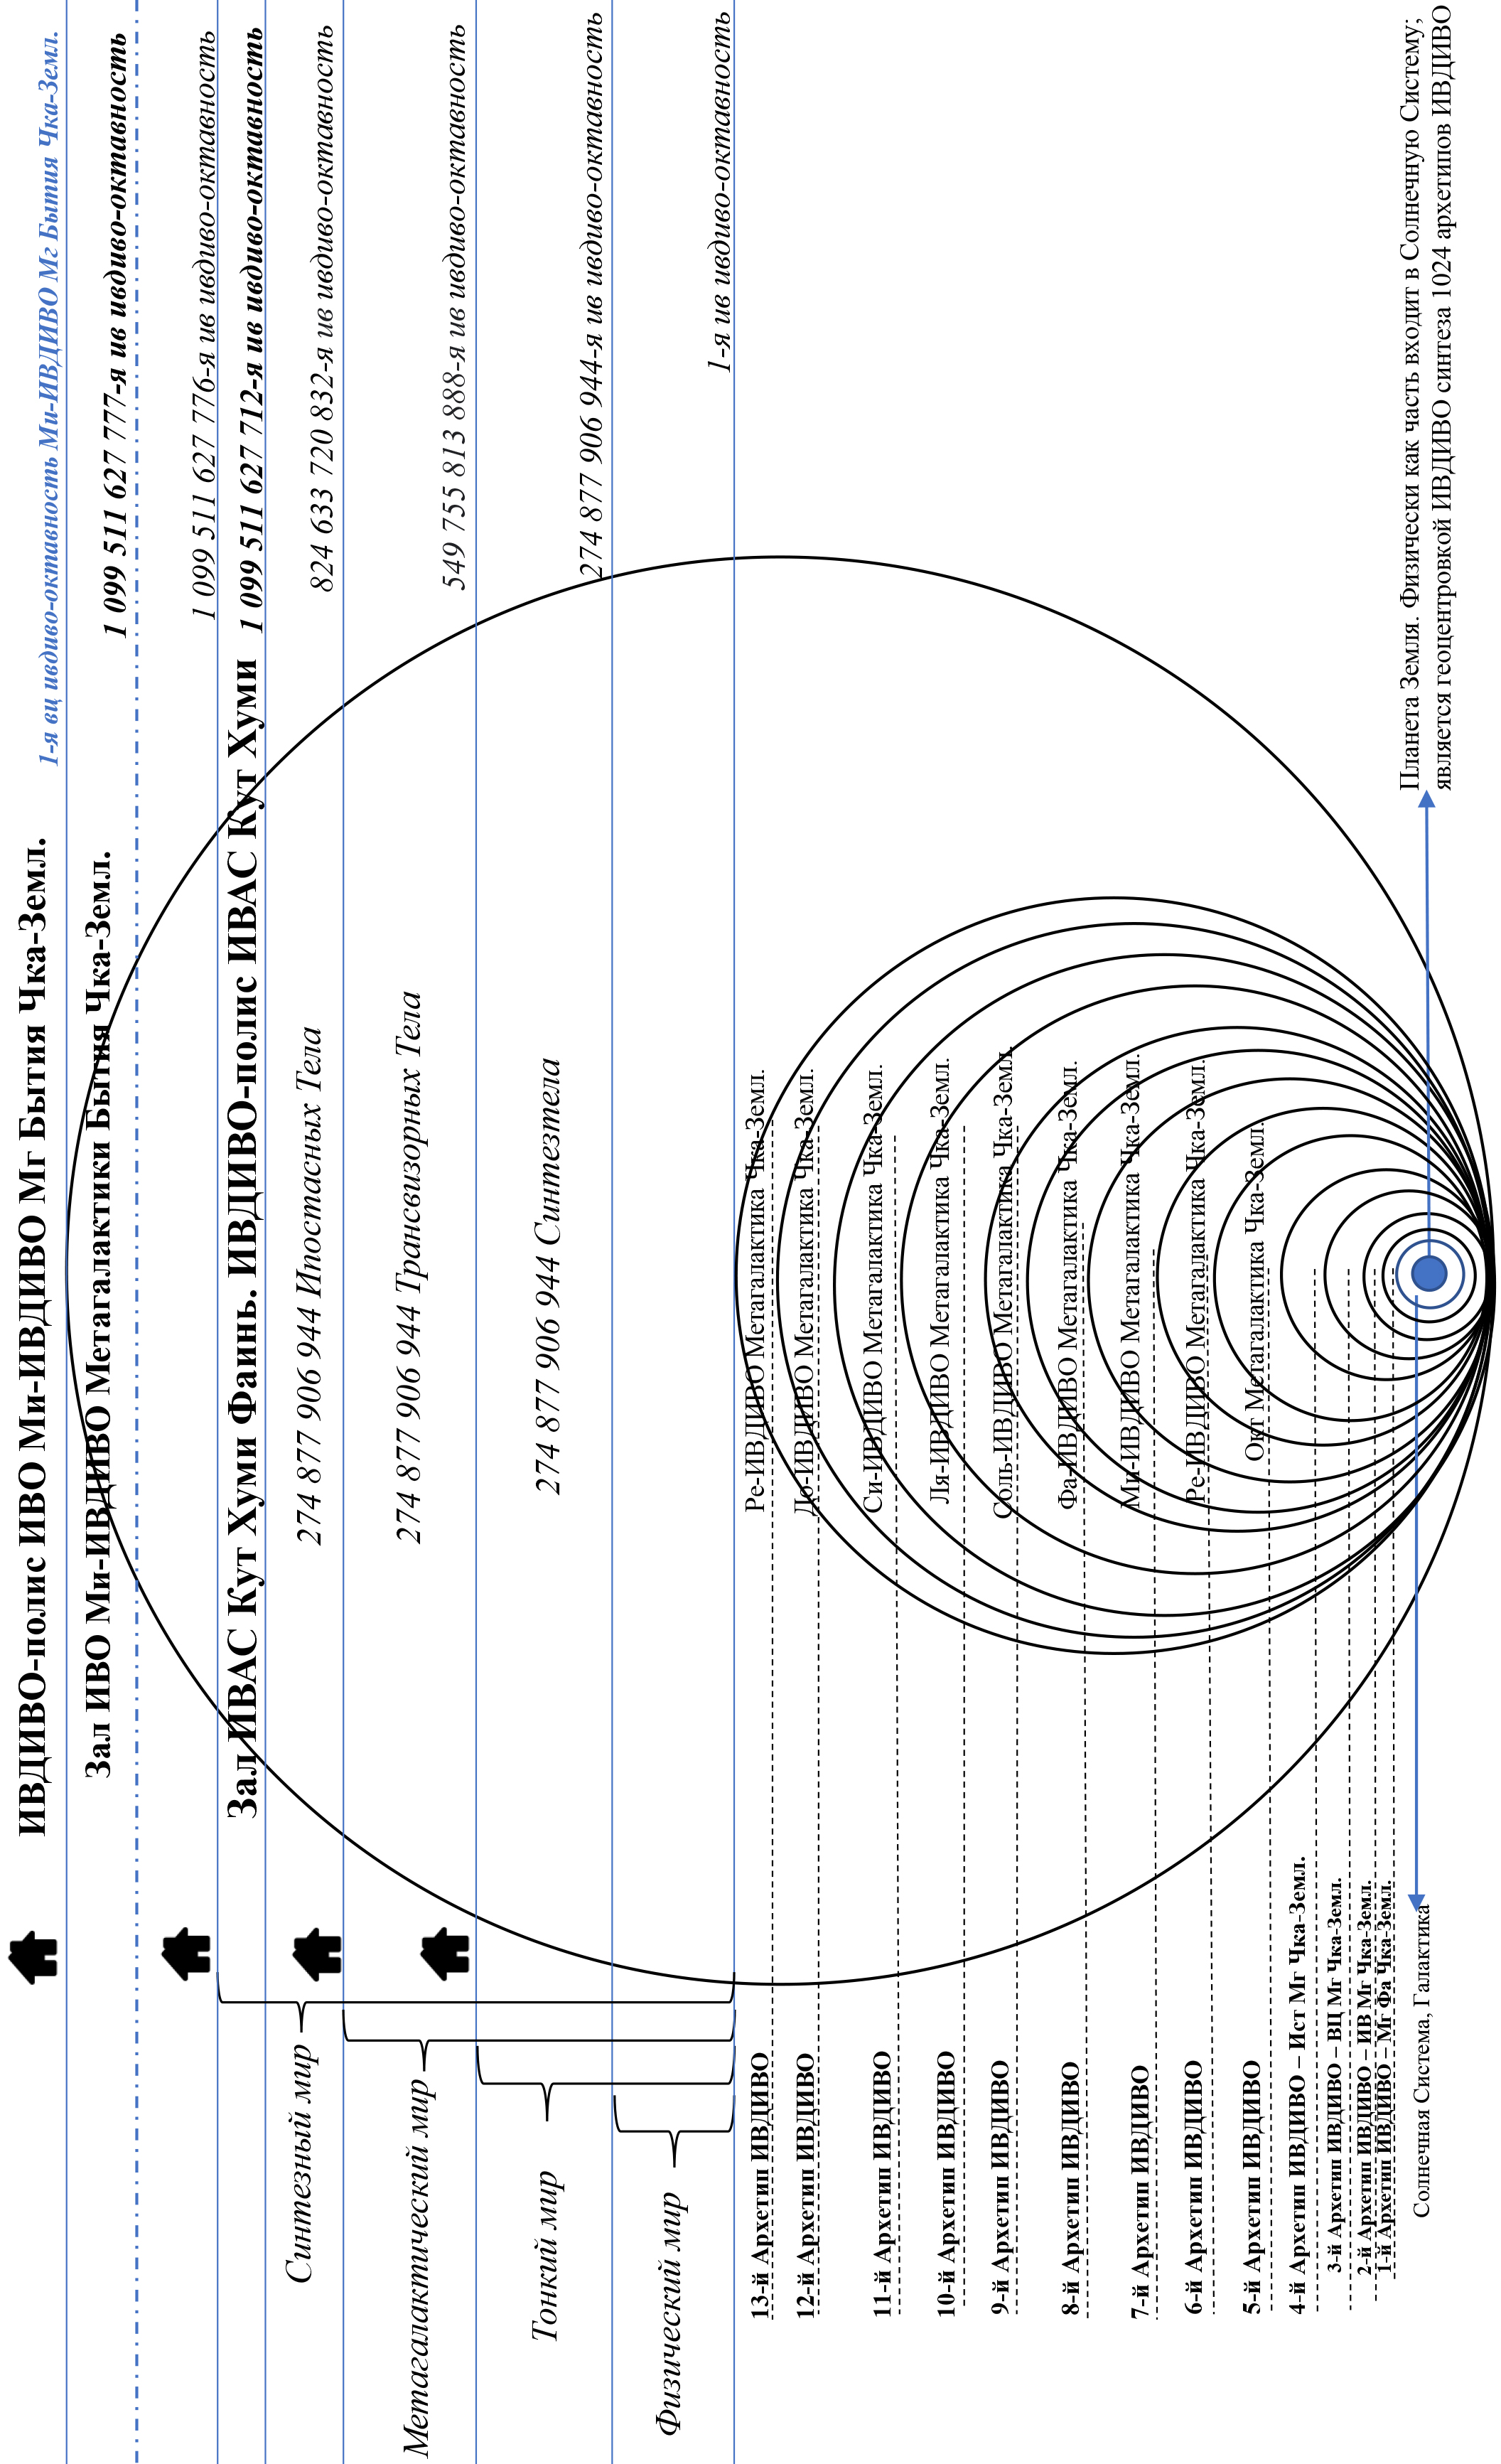 ИВДИВО-полис ИВО Ми-ИВДИВО Мг Бытия Чка-Земл.
1-я вц ивдиво-октавность Ми-ИВДИВО Мг Бытия Чка-Земл.
Зал ИВО Ми-ИВДИВО Метагалактики Бытия Чка-Земл.
1 099 511 627 777-я ив ивдиво-октавность
1 099 511 627 776-я ив ивдиво-октавность
Зал ИВАС Кут Хуми Фаинь. ИВДИВО-полис ИВАС Кут Хуми
1 099 511 627 712-я ив ивдиво-октавность
Синтезный мир
274 877 906 944 Ипостасных Тела
824 633 720 832-я ив ивдиво-октавность
Метагалактический мир
274 877 906 944 Трансвизорных Тела
549 755 813 888-я ив ивдиво-октавность
Тонкий мир
274 877 906 944 Синтезтела
274 877 906 944-я ив ивдиво-октавность
Физический мир
1-я ив ивдиво-октавность
13-й Архетип ИВДИВО
Ре-ИВДИВО Метагалактика Чка-Земл.
12-й Архетип ИВДИВО
До-ИВДИВО Метагалактика Чка-Земл.
11-й Архетип ИВДИВО
Си-ИВДИВО Метагалактика Чка-Земл.
10-й Архетип ИВДИВО
Ля-ИВДИВО Метагалактика Чка-Земл.
9-й Архетип ИВДИВО
Соль-ИВДИВО Метагалактика Чка-Земл.
8-й Архетип ИВДИВО
Фа-ИВДИВО Метагалактика Чка-Земл.
7-й Архетип ИВДИВО
Ми-ИВДИВО Метагалактика Чка-Земл.
6-й Архетип ИВДИВО
Ре-ИВДИВО Метагалактика Чка-Земл.
5-й Архетип ИВДИВО
Окт Метагалактика Чка-Земл.
4-й Архетип ИВДИВО – Ист Мг Чка-Земл.
3-й Архетип ИВДИВО – ВЦ Мг Чка-Земл.
2-й Архетип ИВДИВО – ИВ Мг Чка-Земл.
1-й Архетип ИВДИВО – Мг Фа Чка-Земл.
Солнечная Система, Галактика
Планета Земля. Физически как часть входит в Солнечную Систему;
является геоцентровкой ИВДИВО синтеза 1024 архетипов ИВДИВО